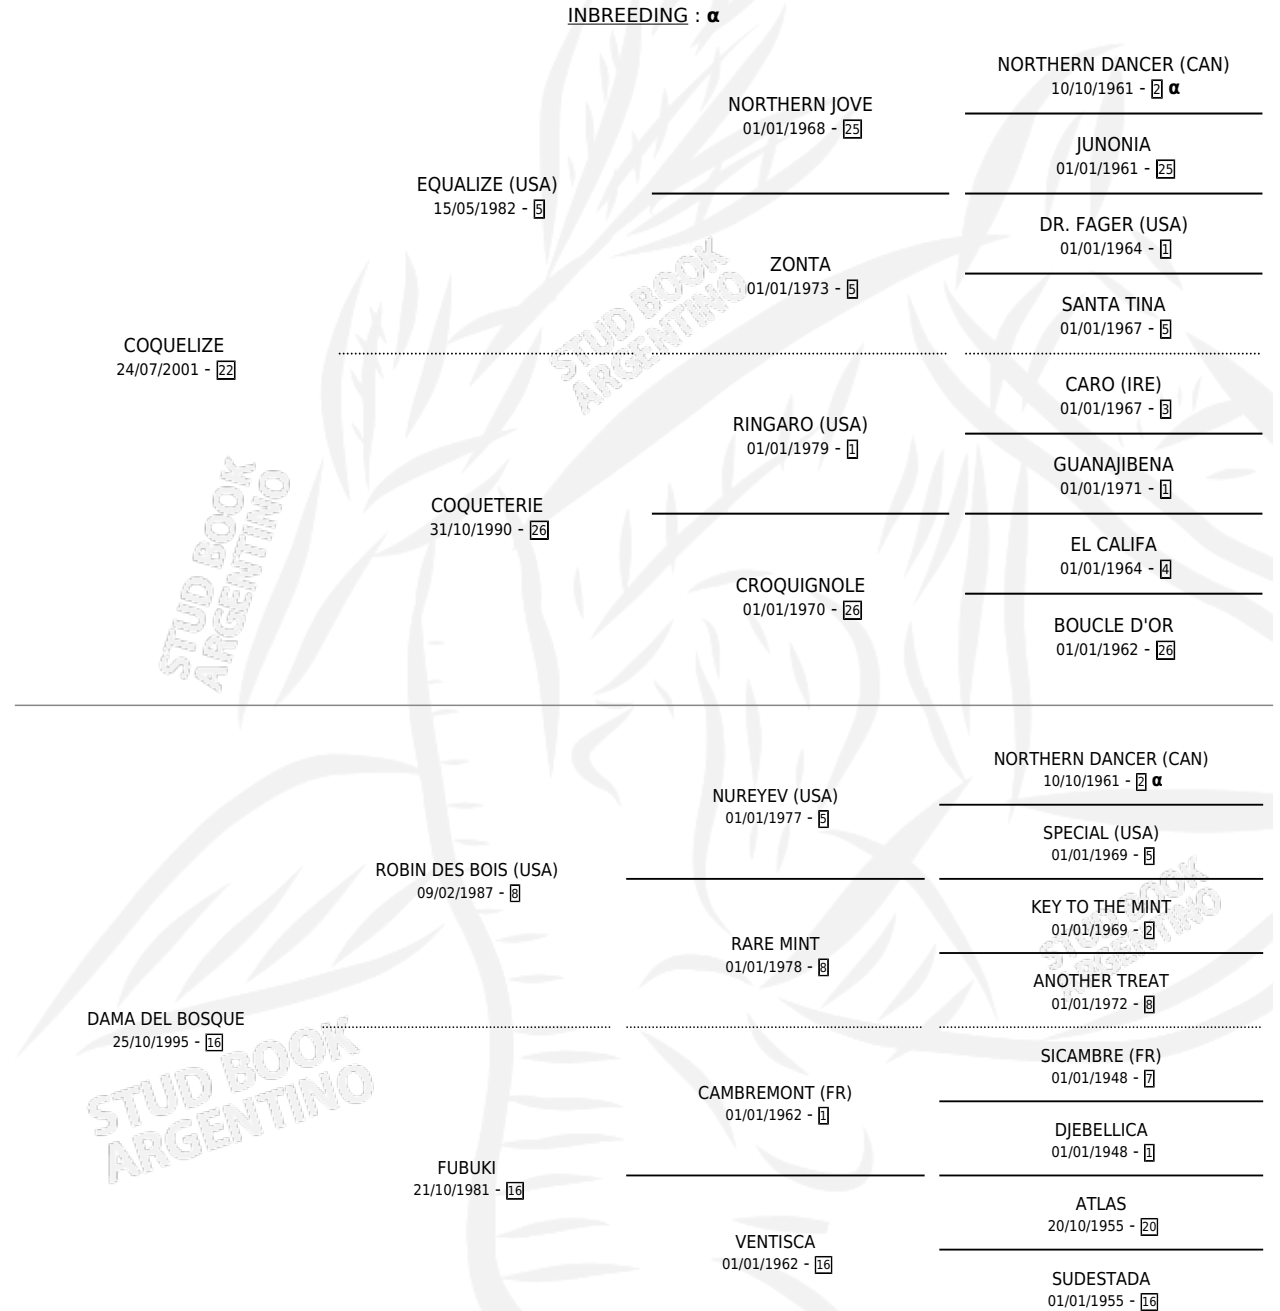 INBREEDING : α
NORTHERN DANCER (CAN)
10/10/1961 - 2 α
NORTHERN JOVE
01/01/1968 - 25
JUNONIA
01/01/1961 - 25
EQUALIZE (USA)
15/05/1982 - 5
DR. FAGER (USA)
01/01/1964 - 1
ZONTA
01/01/1973 - 5
SANTA TINA
01/01/1967 - 5
COQUELIZE
24/07/2001 - 22
CARO (IRE)
01/01/1967 - 3
RINGARO (USA)
01/01/1979 - 1
GUANAJIBENA
01/01/1971 - 1
COQUETERIE
31/10/1990 - 26
EL CALIFA
01/01/1964 - 4
CROQUIGNOLE
01/01/1970 - 26
BOUCLE D'OR
01/01/1962 - 26
NORTHERN DANCER (CAN)
10/10/1961 - 2 α
NUREYEV (USA)
01/01/1977 - 5
SPECIAL (USA)
01/01/1969 - 5
ROBIN DES BOIS (USA)
09/02/1987 - 8
KEY TO THE MINT
01/01/1969 - 2
RARE MINT
01/01/1978 - 8
ANOTHER TREAT
01/01/1972 - 8
DAMA DEL BOSQUE
25/10/1995 - 16
SICAMBRE (FR)
01/01/1948 - 7
CAMBREMONT (FR)
01/01/1962 - 1
DJEBELLICA
01/01/1948 - 1
FUBUKI
21/10/1981 - 16
ATLAS
20/10/1955 - 20
VENTISCA
01/01/1962 - 16
SUDESTADA
01/01/1955 - 16
STUD BOOK
ARGENTINO
STUD BOOK
ARGENTINO
STUD BOOK
ARGENTINO
STUD BOOK
ARGENTINO